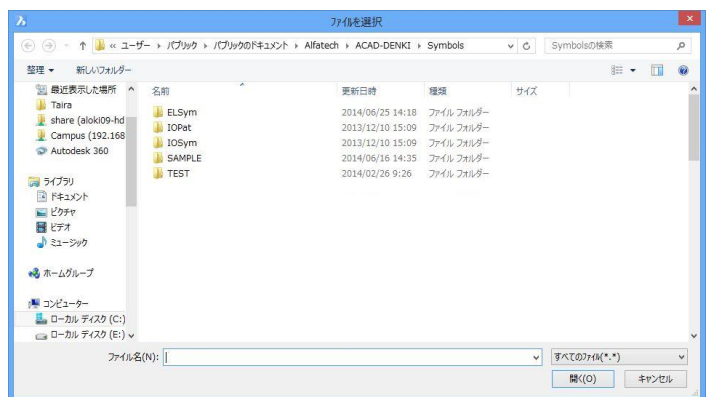 ファイルを選択
« ユーザー ▸ パブリック ▸ パブリックのドキュメント ▸ Alfatech ▸ ACAD-DENKI ▸ Symbols
Symbolsの検索
整理 ▼ 新しいフォルダー
名前 更新日時 種類 サイズ
最近表示した場所
Taira
share (aloki09-hd
Campus (192.168
Autodesk 360
ライブラリ
ドキュメント
ピクチャ
ビデオ
ミュージック
ホームグループ
コンピューター
ローカル ディスク (C:)
ローカル ディスク (E:)
ELSym 2014/06/25 14:18 ファイル フォルダー
IOPat 2013/12/10 15:09 ファイル フォルダー
IOSym 2013/12/10 15:09 ファイル フォルダー
SAMPLE 2014/06/16 14:35 ファイル フォルダー
TEST 2014/02/26 9:26 ファイル フォルダー
ファイル名(N):
すべてのファイル(*.*)
開く(O) キャンセル